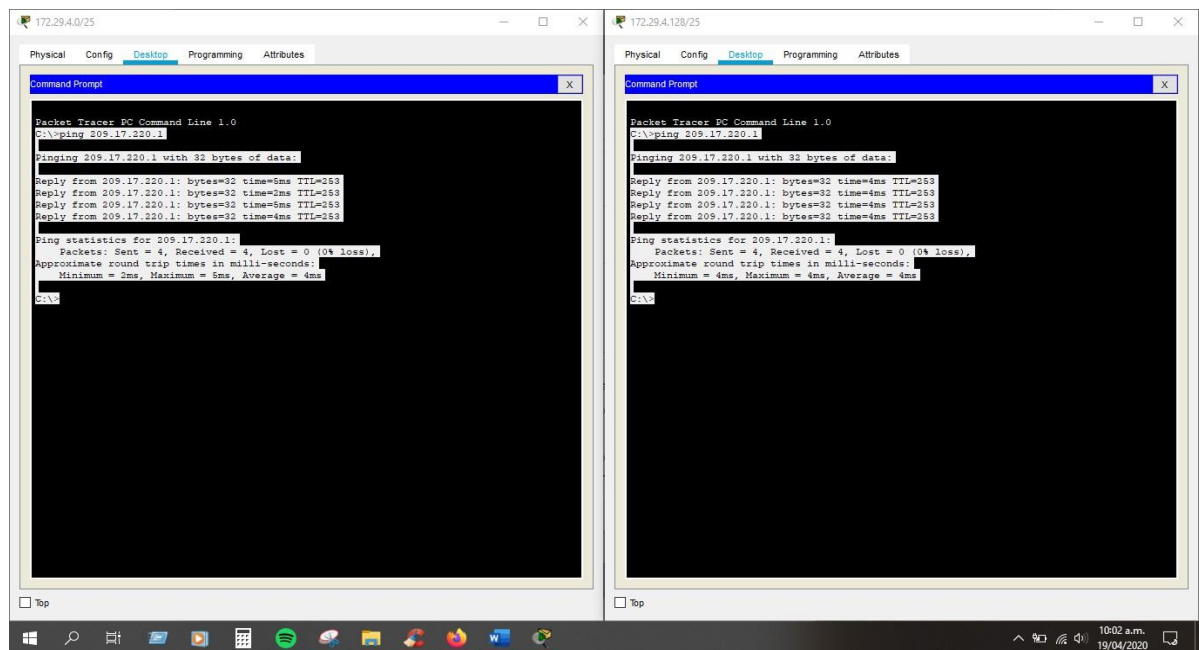 172.29.4.0/25
Physical Config Desktop Programming Attributes
Command Prompt X
Packet Tracer PC Command Line 1.0
C:\>ping 209.17.220.1
Pinging 209.17.220.1 with 32 bytes of data:
Reply from 209.17.220.1: bytes=32 time=5ms TTL=253
Reply from 209.17.220.1: bytes=32 time=2ms TTL=253
Reply from 209.17.220.1: bytes=32 time=5ms TTL=253
Reply from 209.17.220.1: bytes=32 time=4ms TTL=253
Ping statistics for 209.17.220.1:
Packets: Sent = 4, Received = 4, Lost = 0 (0% loss),
Approximate round trip times in milli-seconds:
Minimum = 2ms, Maximum = 5ms, Average = 4ms
C:\>
Top
172.29.4.128/25
Physical Config Desktop Programming Attributes
Command Prompt X
Packet Tracer PC Command Line 1.0
C:\>ping 209.17.220.1
Pinging 209.17.220.1 with 32 bytes of data:
Reply from 209.17.220.1: bytes=32 time=4ms TTL=253
Reply from 209.17.220.1: bytes=32 time=4ms TTL=253
Reply from 209.17.220.1: bytes=32 time=4ms TTL=253
Reply from 209.17.220.1: bytes=32 time=4ms TTL=253
Ping statistics for 209.17.220.1:
Packets: Sent = 4, Received = 4, Lost = 0 (0% loss),
Approximate round trip times in milli-seconds:
Minimum = 4ms, Maximum = 4ms, Average = 4ms
C:\>
Top
10:02 a.m.
19/04/2020